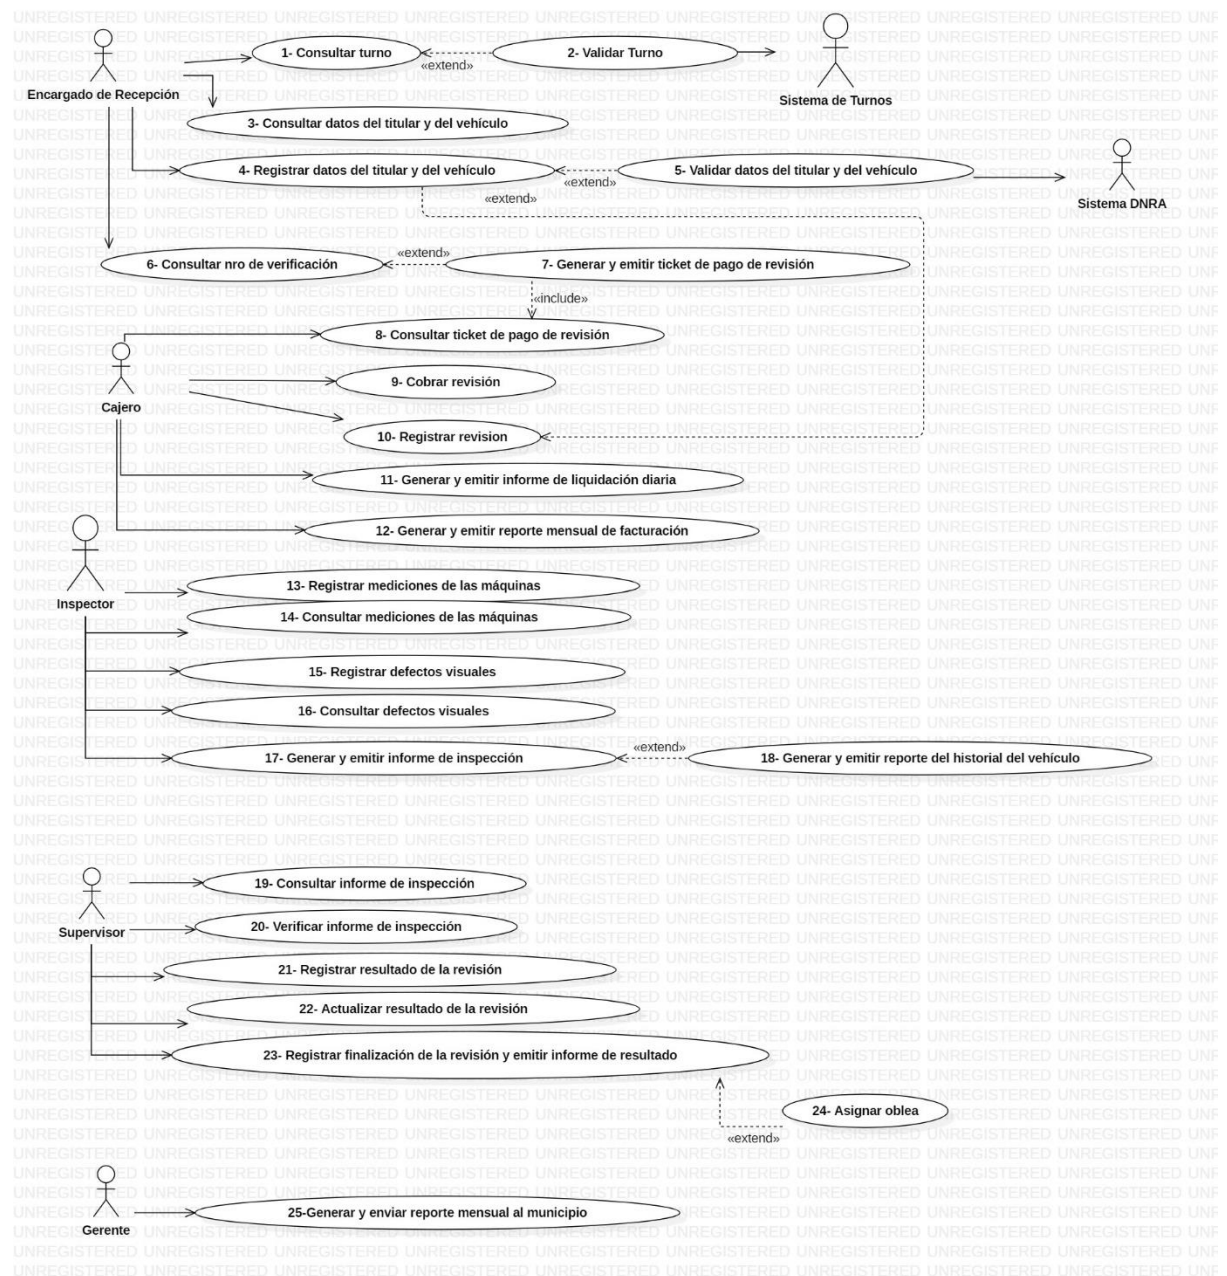 1- Consultar turno
«extend»
2- Validar Turno
Encargado de Recepción
Sistema de Turnos
3- Consultar datos del titular y del vehículo
4- Registrar datos del titular y del vehículo
«extend»
5- Validar datos del titular y del vehículo
«extend»
Sistema DNRA
6- Consultar nro de verificación
«extend»
7- Generar y emitir ticket de pago de revisión
«include»
8- Consultar ticket de pago de revisión
9- Cobrar revisión
Cajero
10- Registrar revision
11- Generar y emitir informe de liquidación diaria
12- Generar y emitir reporte mensual de facturación
13- Registrar mediciones de las máquinas
Inspector
14- Consultar mediciones de las máquinas
15- Registrar defectos visuales
16- Consultar defectos visuales
17- Generar y emitir informe de inspección
«extend»
18- Generar y emitir reporte del historial del vehículo
19- Consultar informe de inspección
20- Verificar informe de inspección
Supervisor
21- Registrar resultado de la revisión
22- Actualizar resultado de la revisión
23- Registrar finalización de la revisión y emitir informe de resultado
24- Asignar oblea
«extend»
25-Generar y enviar reporte mensual al municipio
Gerente
UNREGISTERED